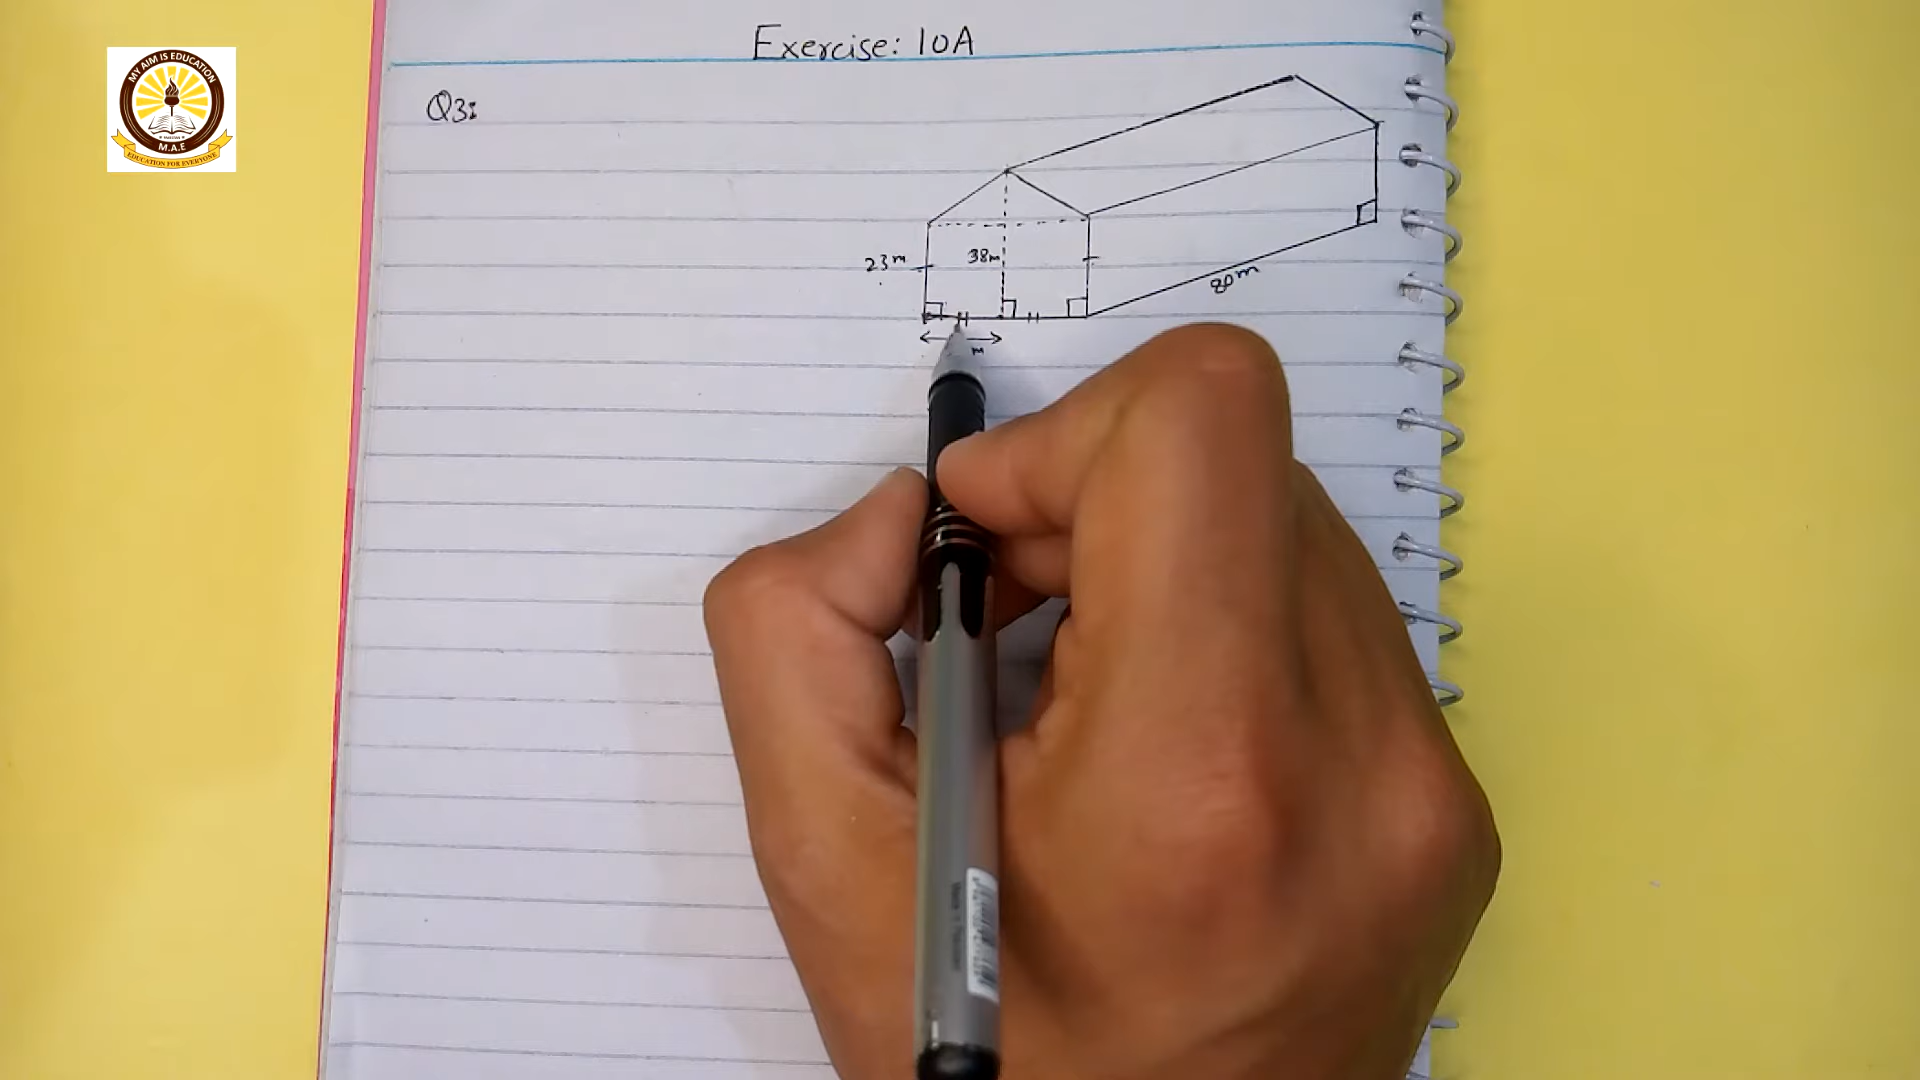 MY AIM IS EDUCATION
M.A.E
EDUCATION FOR EVERYONE
Exercise: 10A
Q3:
23m
38m
80m
m